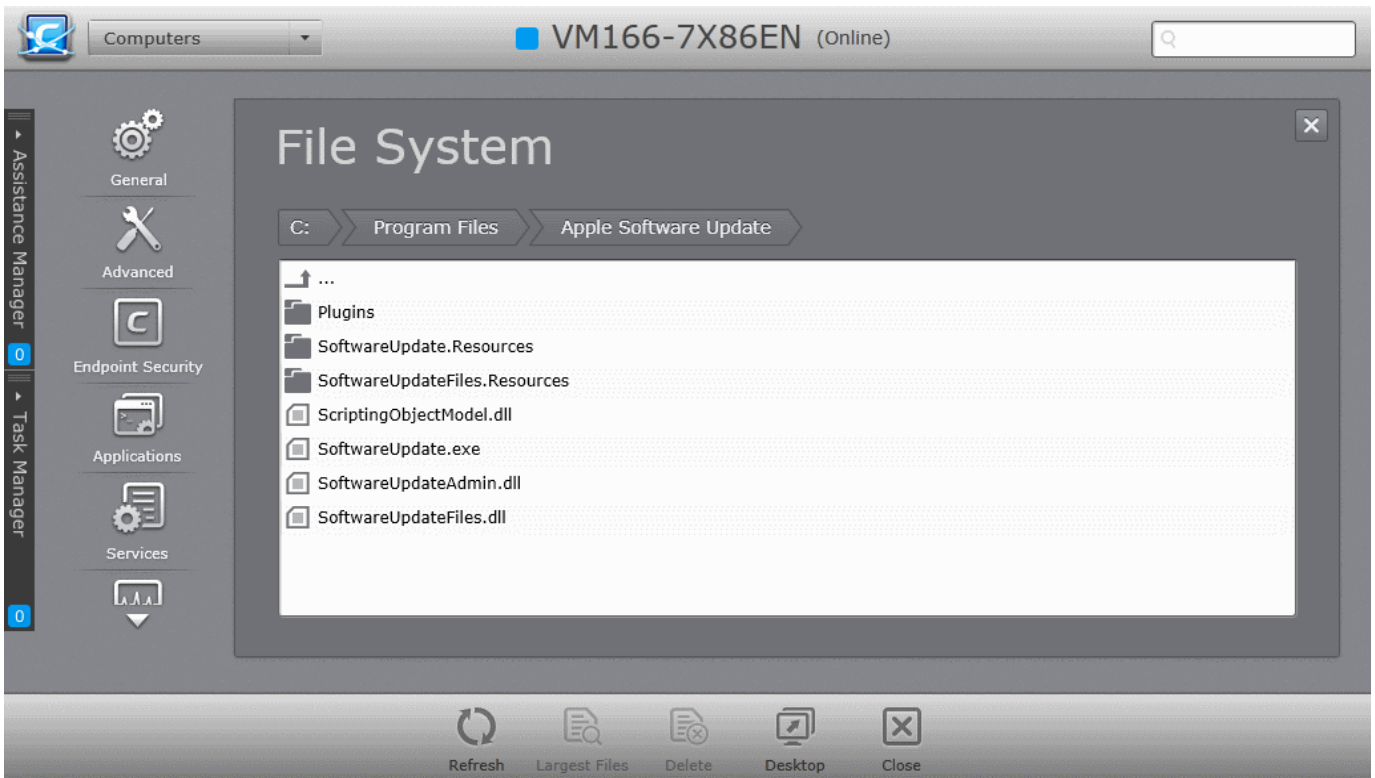 Computers
VM166-7X86EN (Online)
Assistance Manager
0
Task Manager
0
General
Advanced
Endpoint Security
Applications
Services
File System
C: Program Files Apple Software Update
...
Plugins
SoftwareUpdate.Resources
SoftwareUpdateFiles.Resources
ScriptingObjectModel.dll
SoftwareUpdate.exe
SoftwareUpdateAdmin.dll
SoftwareUpdateFiles.dll
Refresh Largest Files Delete Desktop Close